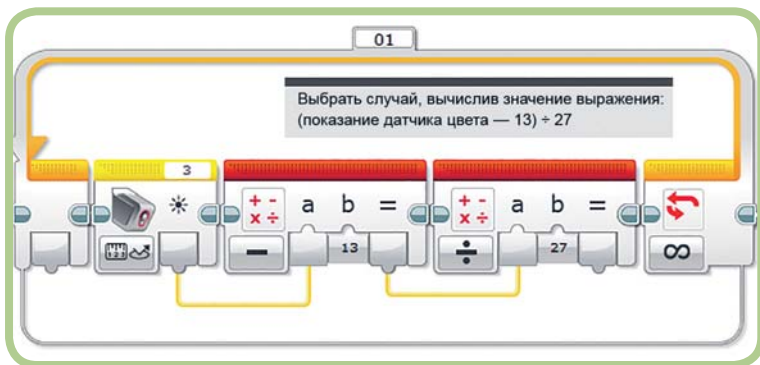 01
Выбрать случай, вычислив значение выражения:
(показание датчика цвета — 13) ÷ 27
3
+ - × ÷ a b = + - × ÷ a b =
− 13 ÷ 27 ∞